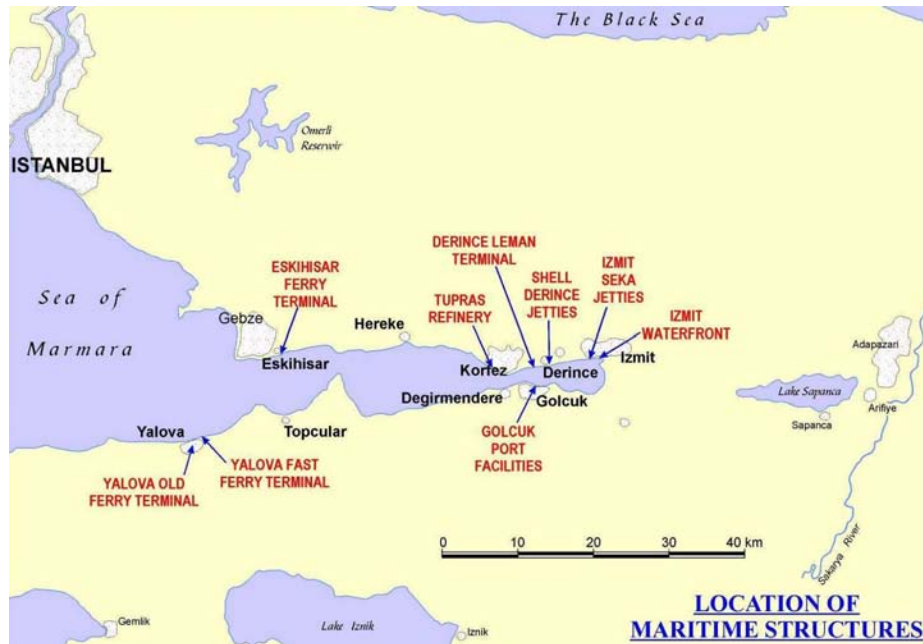 The Black Sea
Omerli
Reservwir
ISTANBUL
Sea of
Marmara
DERINCE LEMAN
TERMINAL
ESKIHISAR
FERRY
TERMINAL
TUPRAS
REFINERY
SHELL
DERINCE
JETTIES
IZMIT
SEKA
JETTIES
IZMIT
WATERFRONT
Gebze
Hereke
Eskihisar
Korfez
Derince
Izmit
Adapazari
Degirmendere
Golcuk
Lake Sapanca
Arifiye
Sapanca
Yalova
Topcular
GOLCUK
PORT
FACILITIES
YALOVA OLD
FERRY TERMINAL
YALOVA FAST
FERRY TERMINAL
0 10 20 30 40 km
Sakarya River
Gemlik
Lake Iznik
Iznik
LOCATION OF
MARITIME STRUCTURES